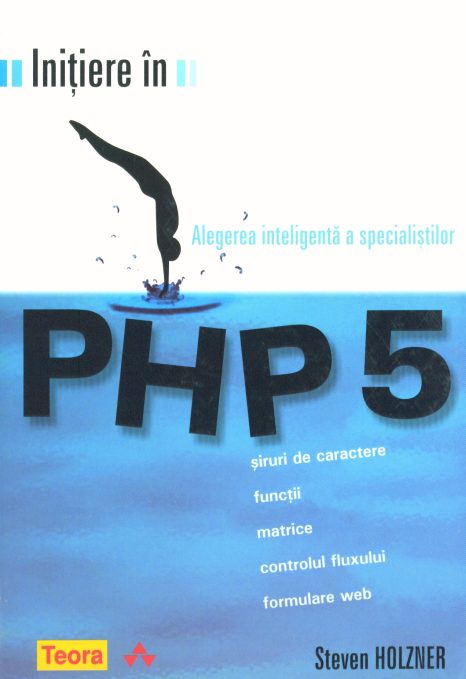 Inițiere în
Alegerea inteligentă a specialiștilor
PHP 5
șiruri de caractere
funcții
matrice
controlul fluxului
formulare web
Teora
Steven HOLZNER